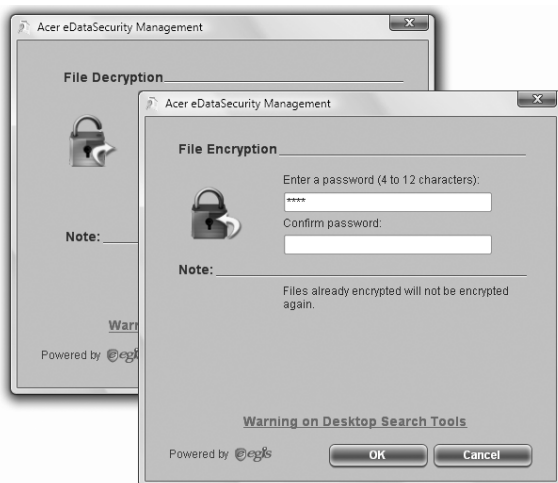 Acer eDataSecurity Management
File Decryption
Note:
Powered by
Acer eDataSecurity Management
File Encryption
Enter a password (4 to 12 characters):
****
Confirm password:
Note:
Files already encrypted will not be encrypted
again.
Warning on Desktop Search Tools
Powered by egis
OK
Cancel